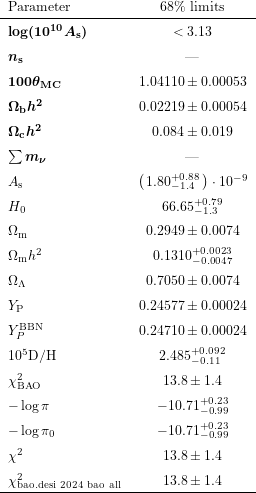 Parameter 68% limits
log(10^10 A_s) < 3.13
n_s —
100θ_MC 1.04110 ± 0.00053
Ω_b h^2 0.02219 ± 0.00054
Ω_c h^2 0.084 ± 0.019
∑ m_ν —
A_s (1.80^{+0.88}_{−1.4}) · 10^{−9}
H_0 66.65^{+0.79}_{−1.3}
Ω_m 0.2949 ± 0.0074
Ω_m h^2 0.1310^{+0.0023}_{−0.0047}
Ω_Λ 0.7050 ± 0.0074
Y_P 0.24577 ± 0.00024
Y_P^{BBN} 0.24710 ± 0.00024
10^5 D/H 2.485^{+0.092}_{−0.11}
χ^2_{BAO} 13.8 ± 1.4
− log π −10.71^{+0.23}_{−0.99}
− log π_0 −10.71^{+0.23}_{−0.99}
χ^2 13.8 ± 1.4
χ^2_{bao.desi 2024 bao all} 13.8 ± 1.4